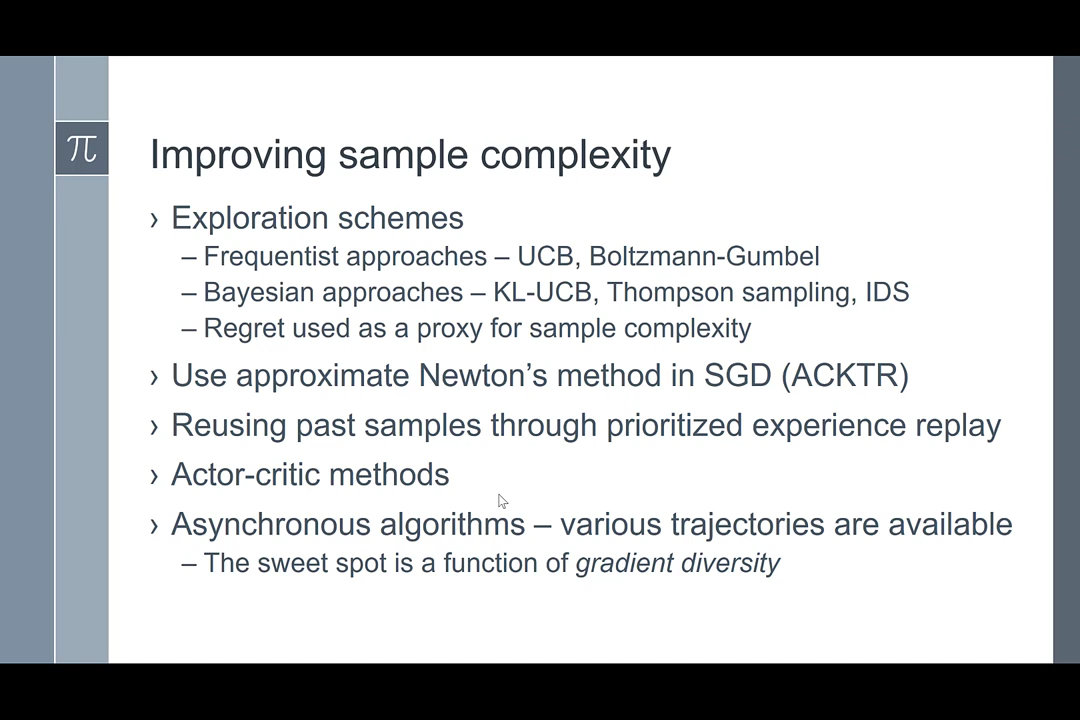 π
Improving sample complexity
› Exploration schemes
– Frequentist approaches – UCB, Boltzmann-Gumbel
– Bayesian approaches – KL-UCB, Thompson sampling, IDS
– Regret used as a proxy for sample complexity
› Use approximate Newton’s method in SGD (ACKTR)
› Reusing past samples through prioritized experience replay
› Actor-critic methods
› Asynchronous algorithms – various trajectories are available
– The sweet spot is a function of gradient diversity